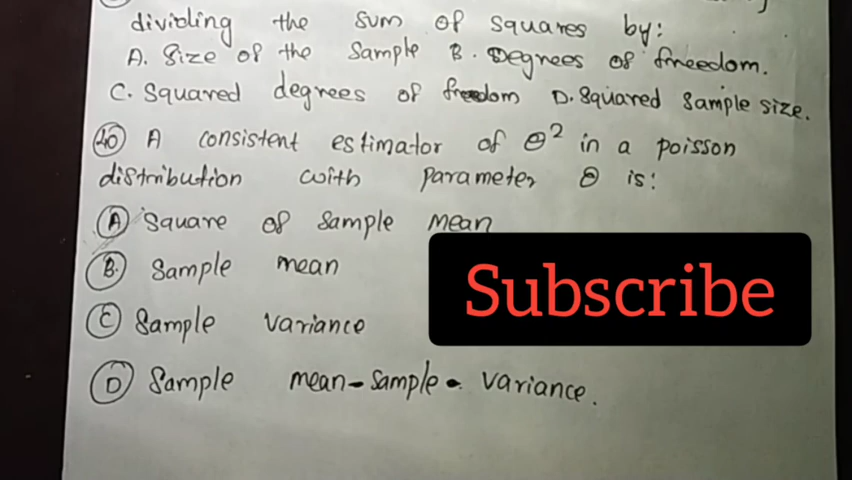 dividing the sum of squares by:
A. Size of the Sample B. Degrees of freedom.
C. Squared degrees of freedom D. Squared sample size.
40 A consistent estimator of θ² in a poisson
distribution with parameter θ is:
A Square of sample mean
B. Sample mean
C Sample variance
D Sample mean - sample - variance.
Subscribe